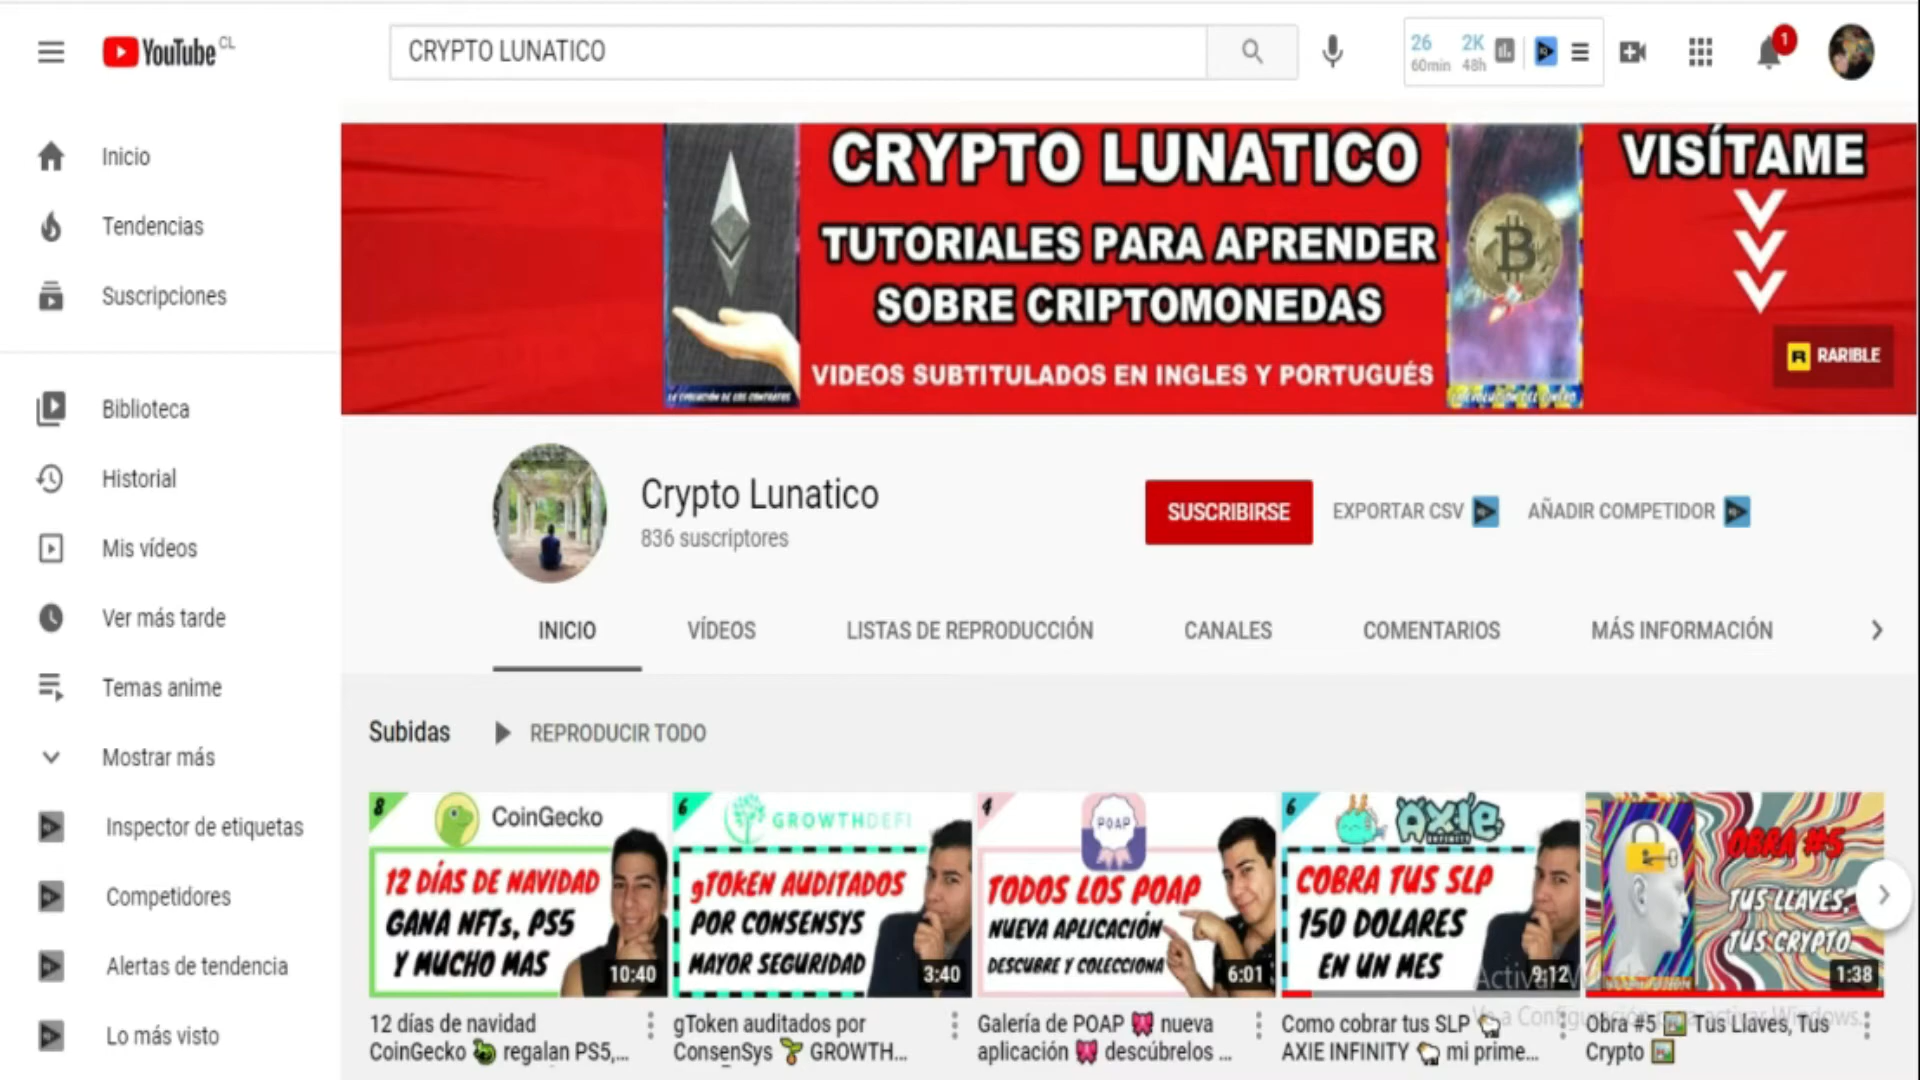 YouTube CL
CRYPTO LUNATICO
26 2K
60min 48h
1
Inicio
Tendencias
Suscripciones
Biblioteca
Historial
Mis vídeos
Ver más tarde
Temas anime
Mostrar más
Inspector de etiquetas
Competidores
Alertas de tendencia
Lo más visto
CRYPTO LUNATICO
TUTORIALES PARA APRENDER
SOBRE CRIPTOMONEDAS
VIDEOS SUBTITULADOS EN INGLES Y PORTUGUÉS
VISÍTAME
RARIBLE
Crypto Lunatico
836 suscriptores
SUSCRIBIRSE
EXPORTAR CSV
AÑADIR COMPETIDOR
INICIO
VÍDEOS
LISTAS DE REPRODUCCIÓN
CANALES
COMENTARIOS
MÁS INFORMACIÓN
Subidas
REPRODUCIR TODO
8
CoinGecko
12 DÍAS DE NAVIDAD
GANA NFTs, PS5
Y MUCHO MAS
10:40
12 días de navidad
CoinGecko regalan PS5,...
6
GROWTHDEFI
gTOKEN AUDITADOS
POR CONSENSYS
MAYOR SEGURIDAD
3:40
gToken auditados por
ConsenSys GROWTH...
4
POAP
TODOS LOS POAP
NUEVA APLICACIÓN
DESCUBRE Y COLECCIONA
6:01
Galería de POAP nueva
aplicación descúbrelos ...
6
AXIE
INFINITY
COBRA TUS SLP
150 DOLARES
EN UN MES
9:12
Como cobrar tus SLP
AXIE INFINITY mi prime...
OBRA #5
TUS LLAVES,
TUS CRYPTO
1:38
Obra #5 Tus Llaves, Tus
Crypto